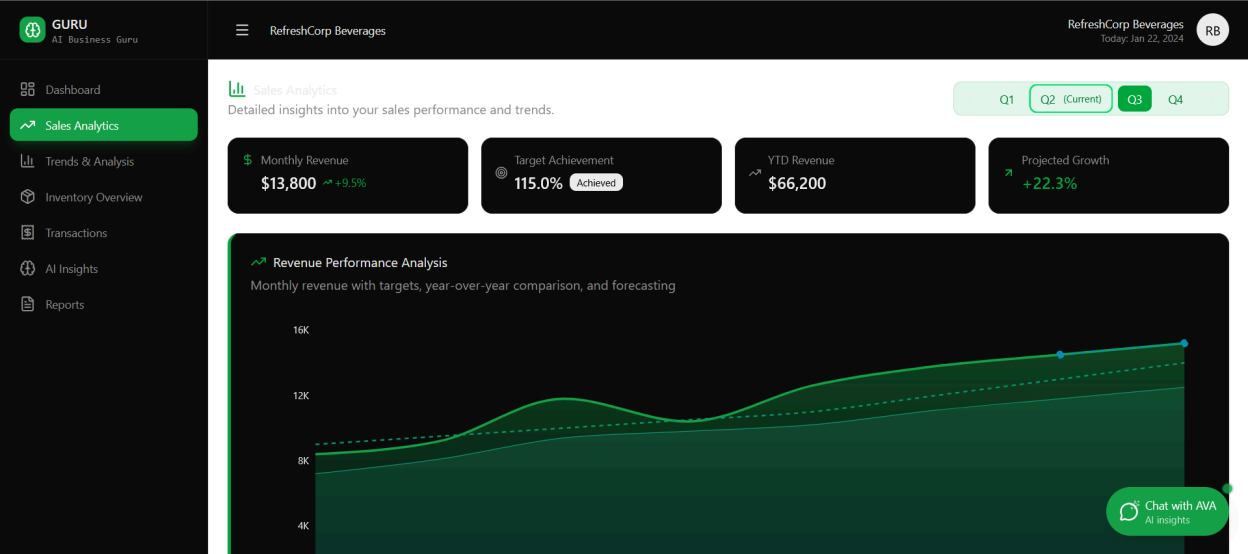 GURU
AI Business Guru
RefreshCorp Beverages
RefreshCorp Beverages
Today: Jan 22, 2024
RB
Dashboard
Sales Analytics
Trends & Analysis
Inventory Overview
Transactions
AI Insights
Reports
Sales Analytics
Detailed insights into your sales performance and trends.
Q1 Q2 (Current) Q3 Q4
$ Monthly Revenue
$13,800 +9.5%
Target Achievement
115.0% Achieved
YTD Revenue
$66,200
Projected Growth
+22.3%
Revenue Performance Analysis
Monthly revenue with targets, year-over-year comparison, and forecasting
16K
12K
8K
4K
Chat with AVA
AI insights